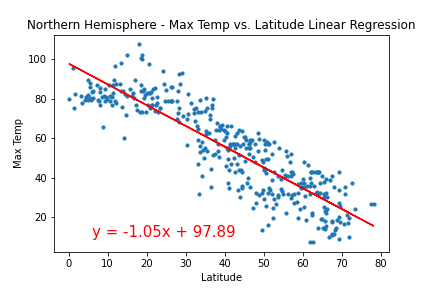 Northern Hemisphere - Max Temp vs. Latitude Linear Regression
100
80
60
40
20
Max Temp
y = -1.05x + 97.89
0 10 20 30 40 50 60 70 80
Latitude